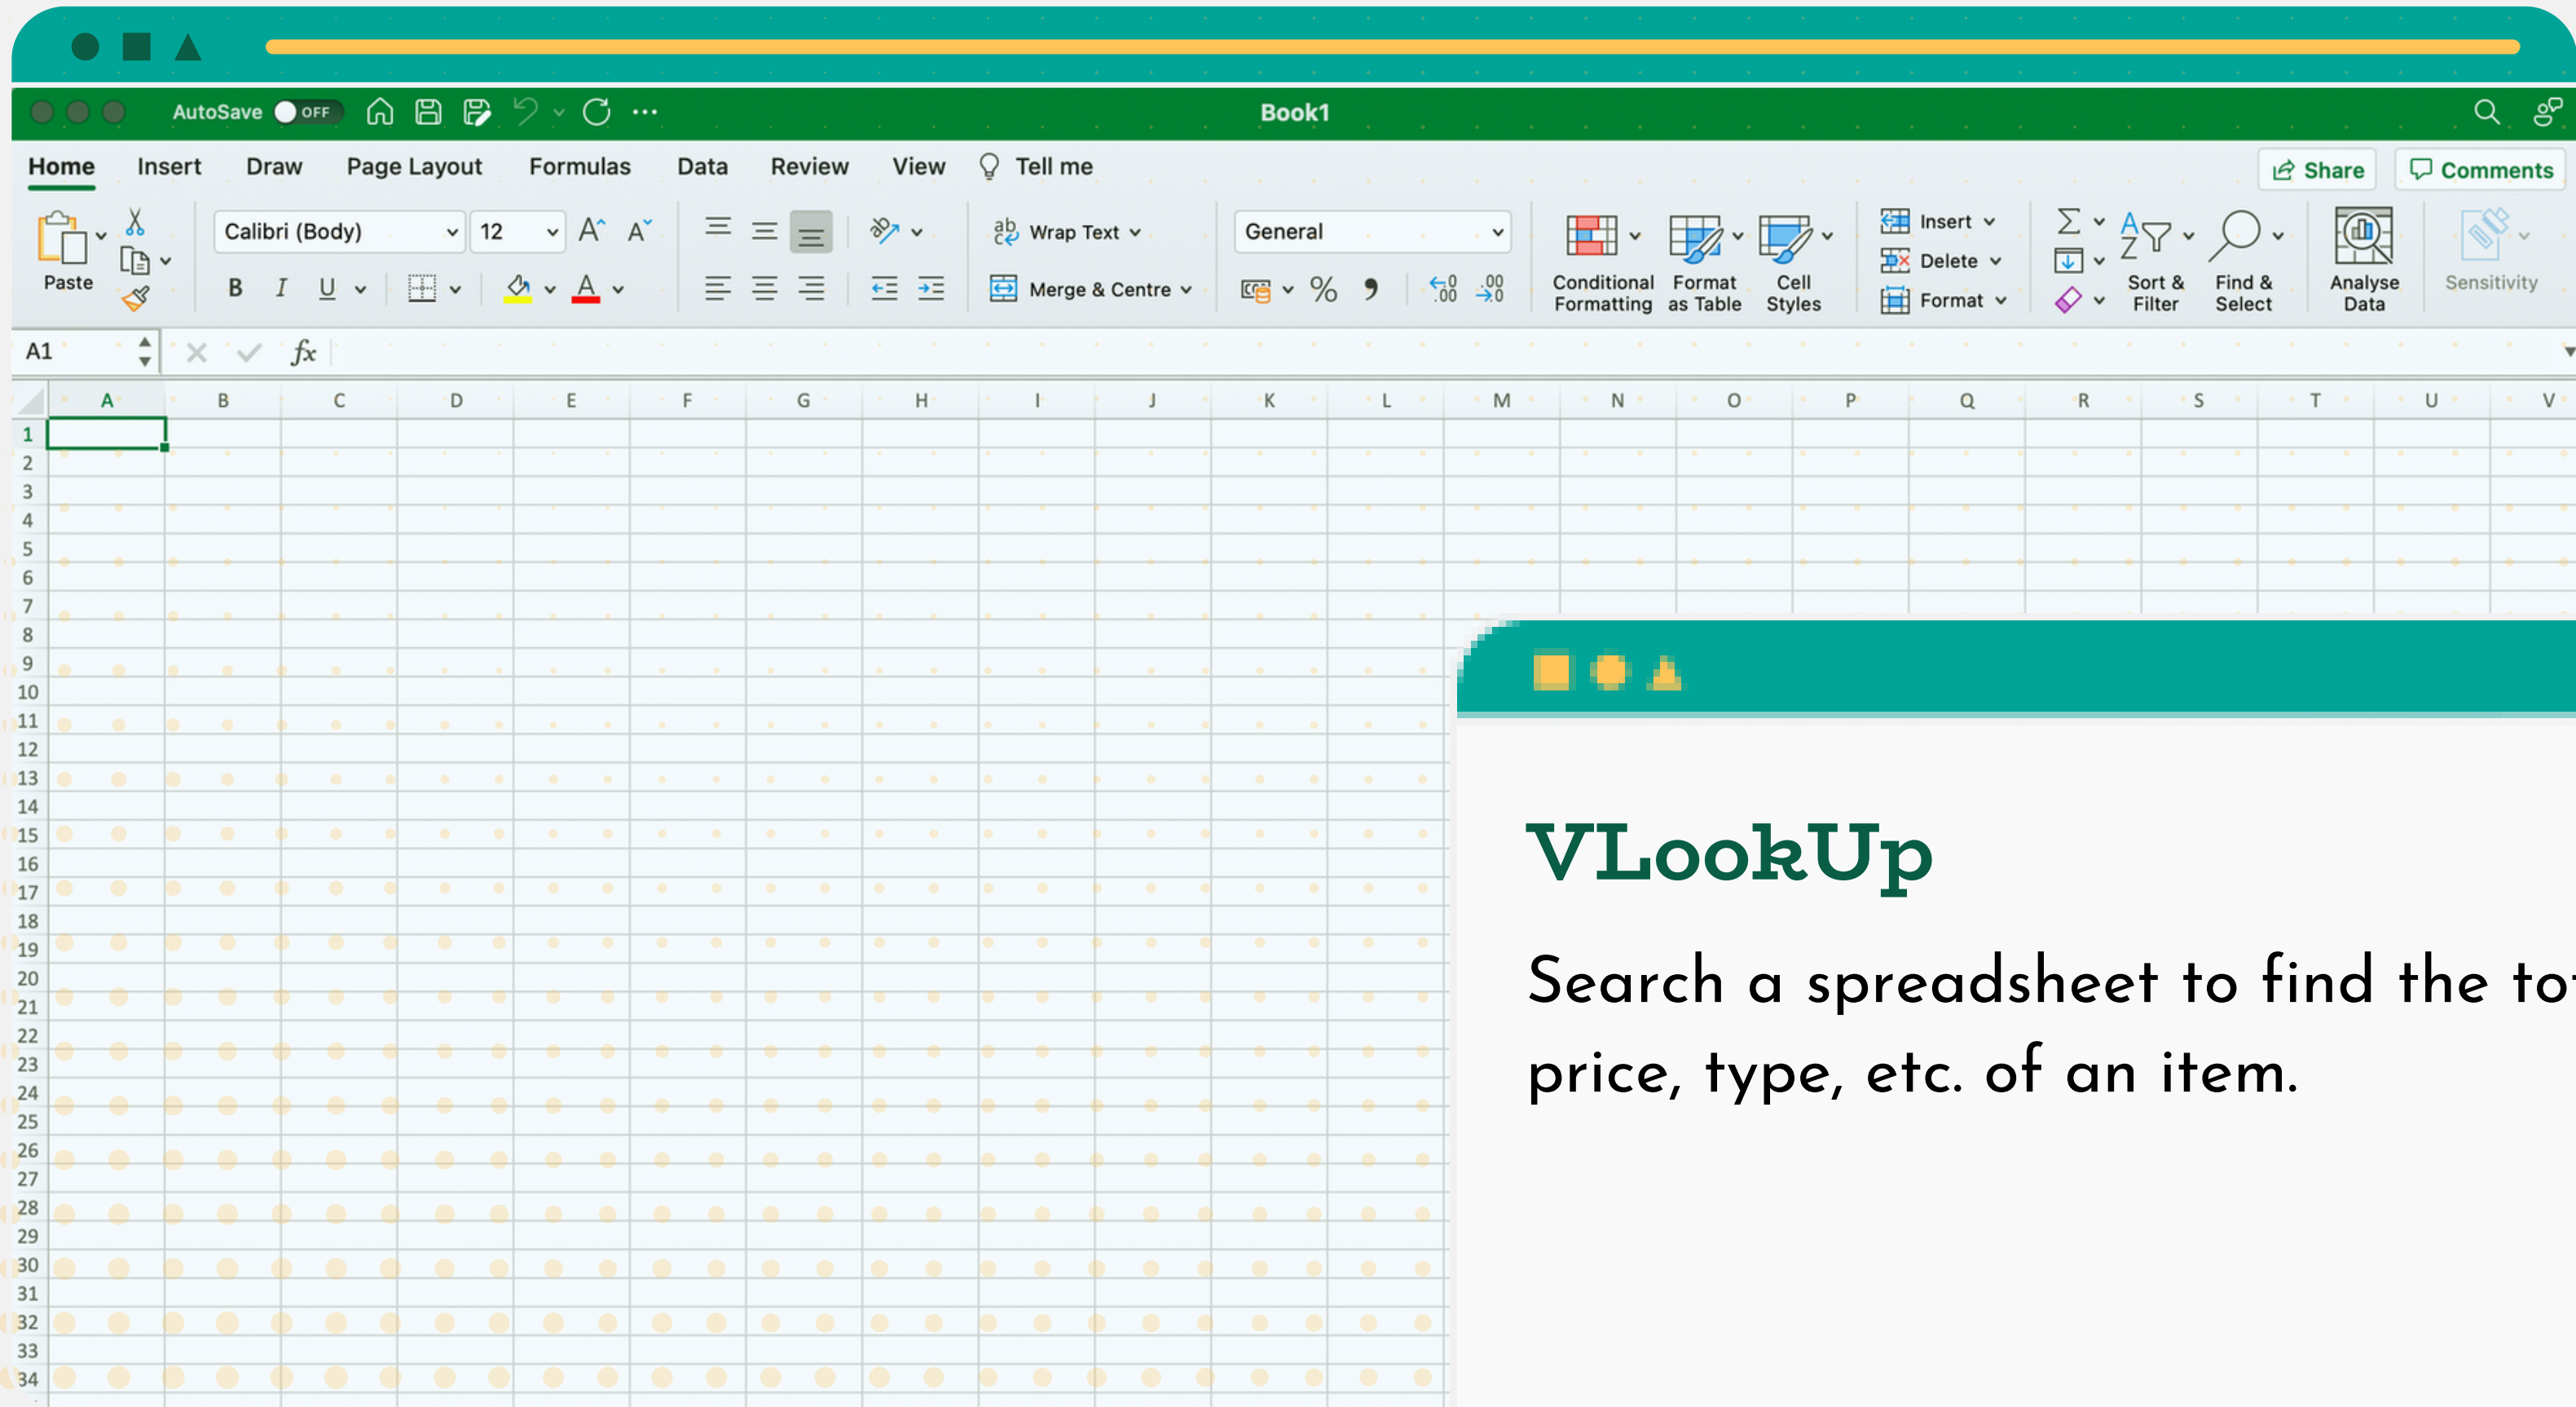 AutoSave OFF
Book1
Home Insert Draw Page Layout Formulas Data Review View Tell me
Share Comments
Paste
Calibri (Body) 12
B I U
Wrap Text
Merge & Centre
General
Conditional Formatting
Format as Table
Cell Styles
Insert
Delete
Format
Sort & Filter
Find & Select
Analyse Data
Sensitivity
A1 fx
A B C D E F G H I J K L M N O P Q R S T U V
1
2
3
4
5
6
7
8
9
10
11
12
13
14
15
16
17
18
19
20
21
22
23
24
25
26
27
28
29
30
31
32
33
34
VLookUp
Search a spreadsheet to find the
price, type, etc. of an item.